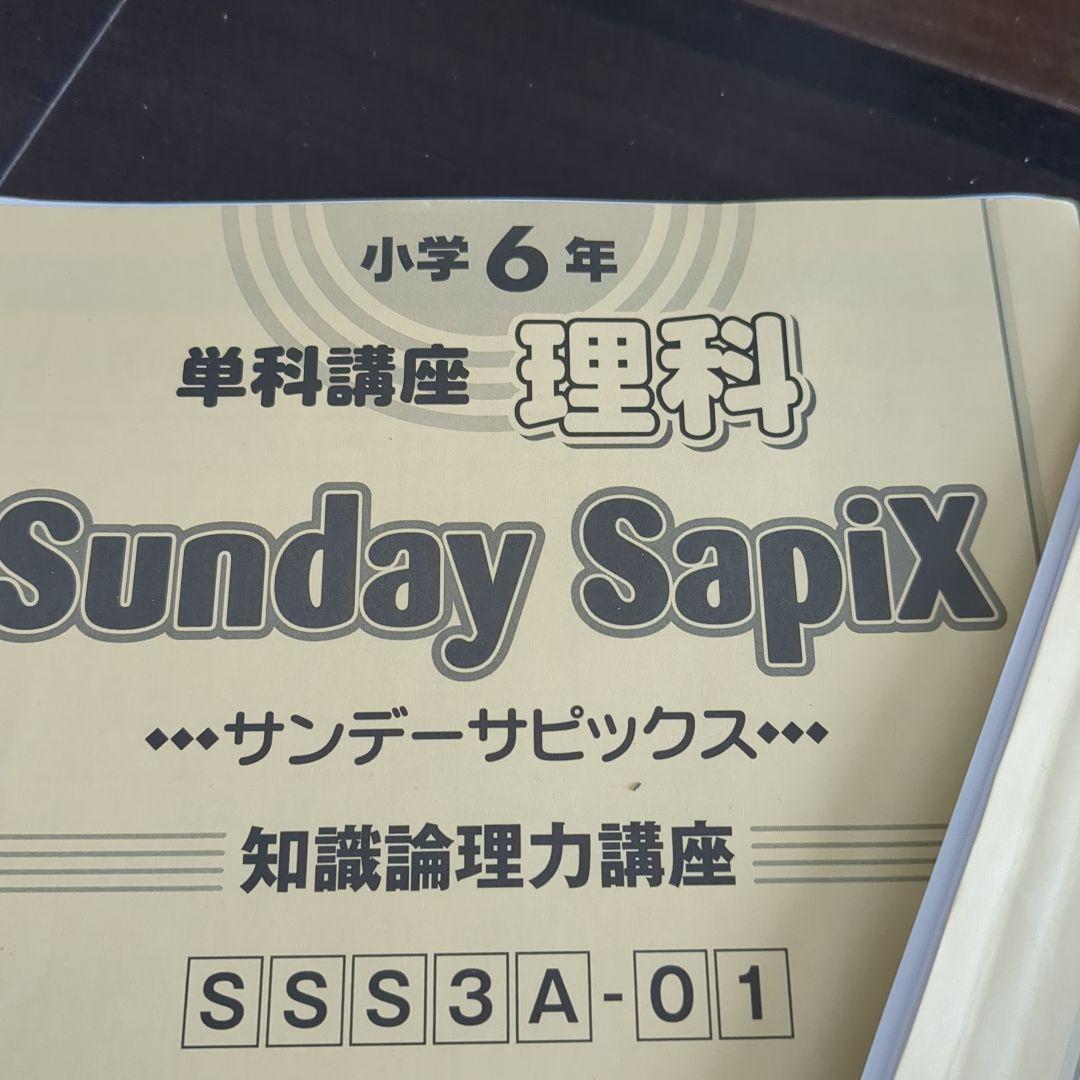 小学6年
単科講座 理科
Sunday SapiX
◆◆◆サンデーサピックス◆◆◆
知識論理力講座
SSS3A-01